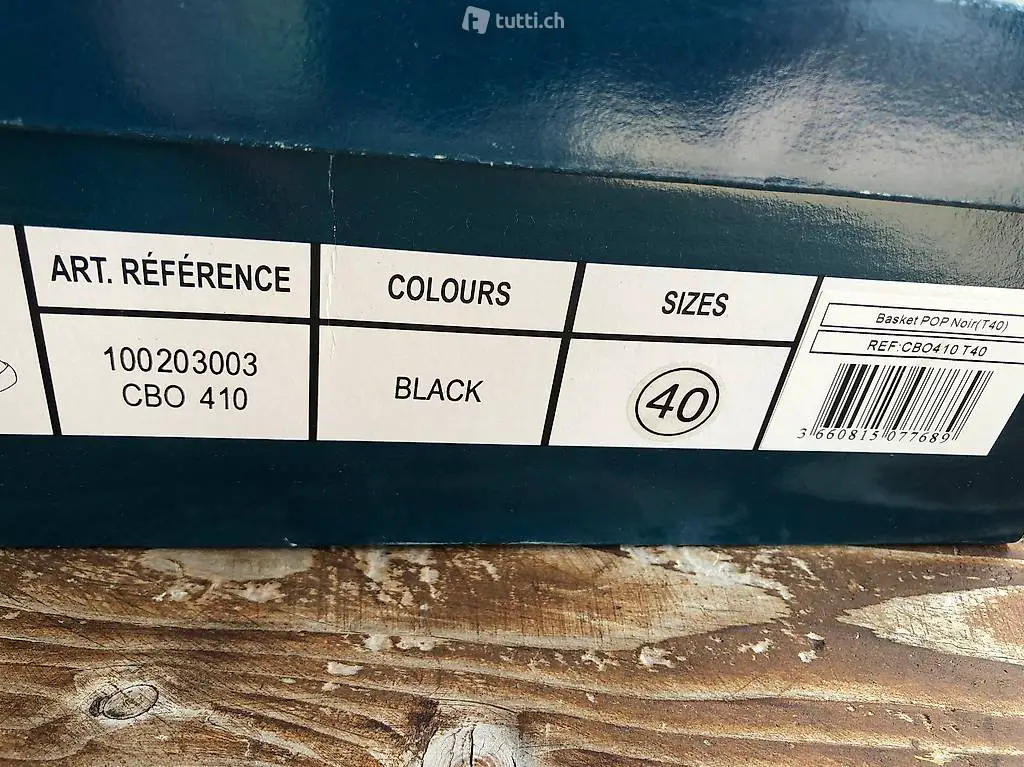 tutti.ch
ART. RÉFÉRENCE
COLOURS
SIZES
100203003
CBO 410
BLACK
40
Basket POP Noir(T40)
REF:CBO410 T40
3 660815 077689